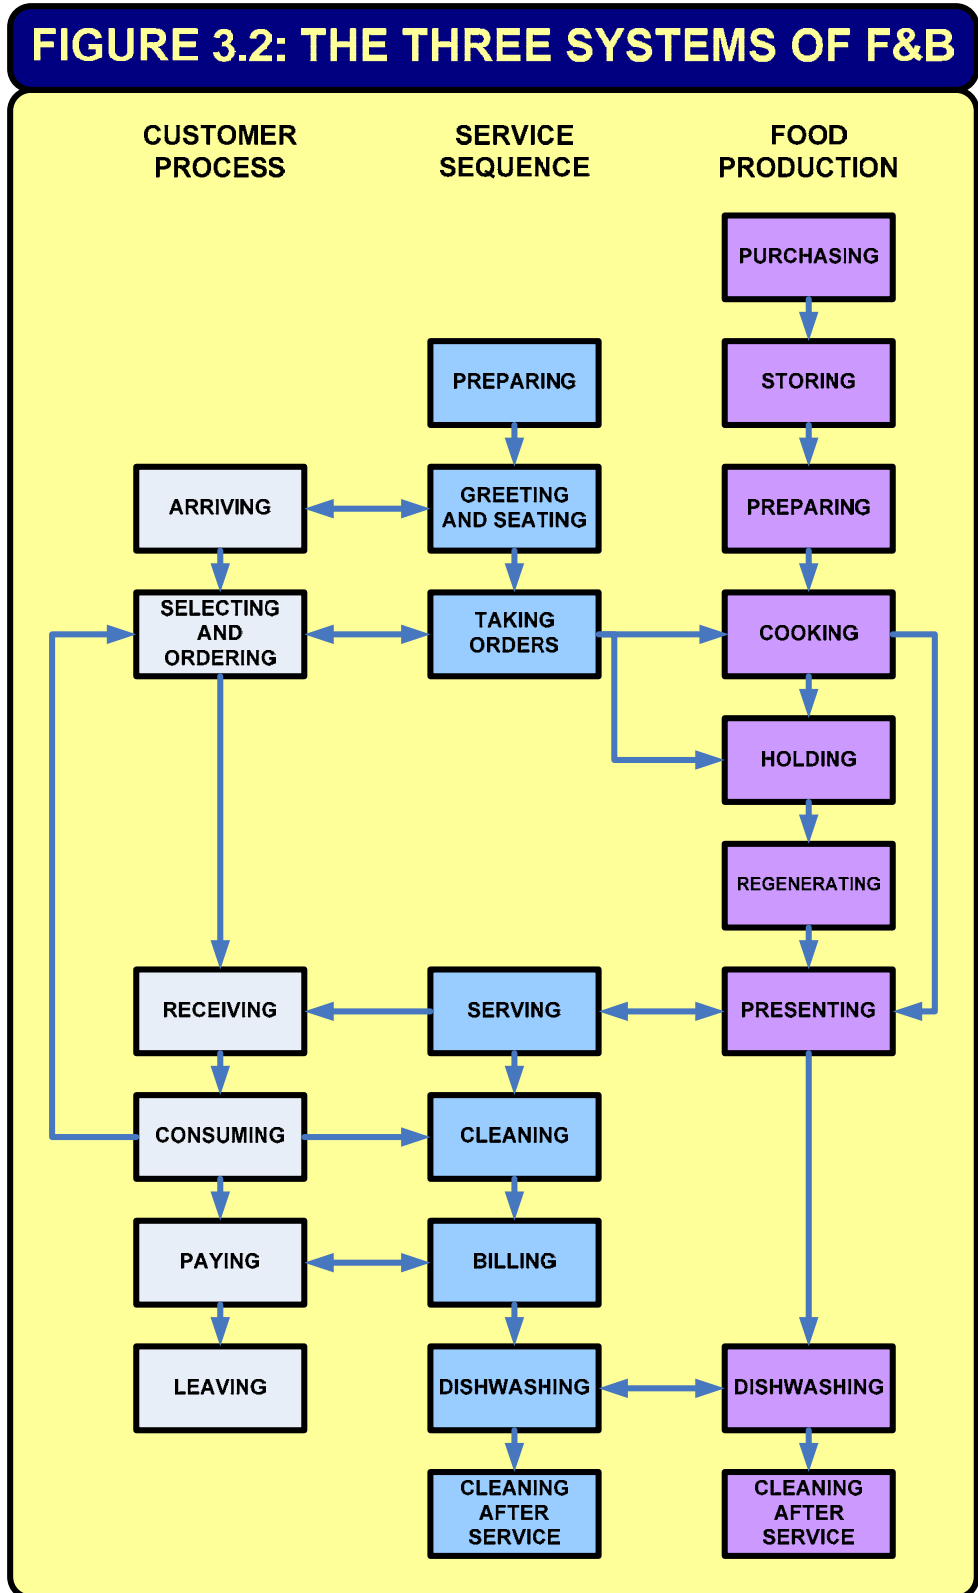 FIGURE 3.2: THE THREE SYSTEMS OF F&B
CUSTOMER
PROCESS
SERVICE
SEQUENCE
FOOD
PRODUCTION
PURCHASING
PREPARING
STORING
ARRIVING
GREETING
AND SEATING
PREPARING
SELECTING
AND
ORDERING
TAKING
ORDERS
COOKING
HOLDING
REGENERATING
RECEIVING
SERVING
PRESENTING
CONSUMING
CLEANING
PAYING
BILLING
LEAVING
DISHWASHING
DISHWASHING
CLEANING
AFTER
SERVICE
CLEANING
AFTER
SERVICE